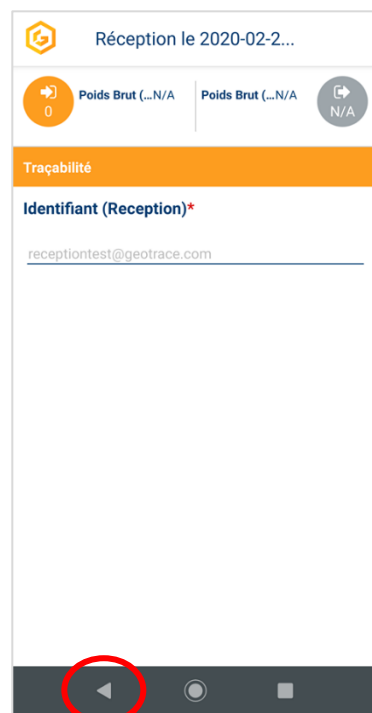 Réception le 2020-02-2...
0
Poids Brut (...N/A
Poids Brut (...N/A
N/A
Traçabilité
Identifiant (Reception)*
receptiontest@geotrace.com